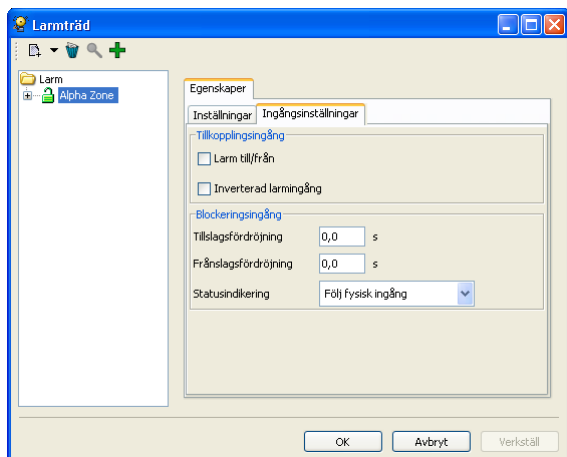 Larmträd
Larm
Alpha Zone
Egenskaper
Inställningar Ingångsinställningar
Tillkopplingsingång
Larm till/från
Inverterad larmingång
Blockeringsingång
Tillslagsfördröjning 0,0 s
Frånslagsfördröjning 0,0 s
Statusindikering Följ fysisk ingång
OK Avbryt Verkställ